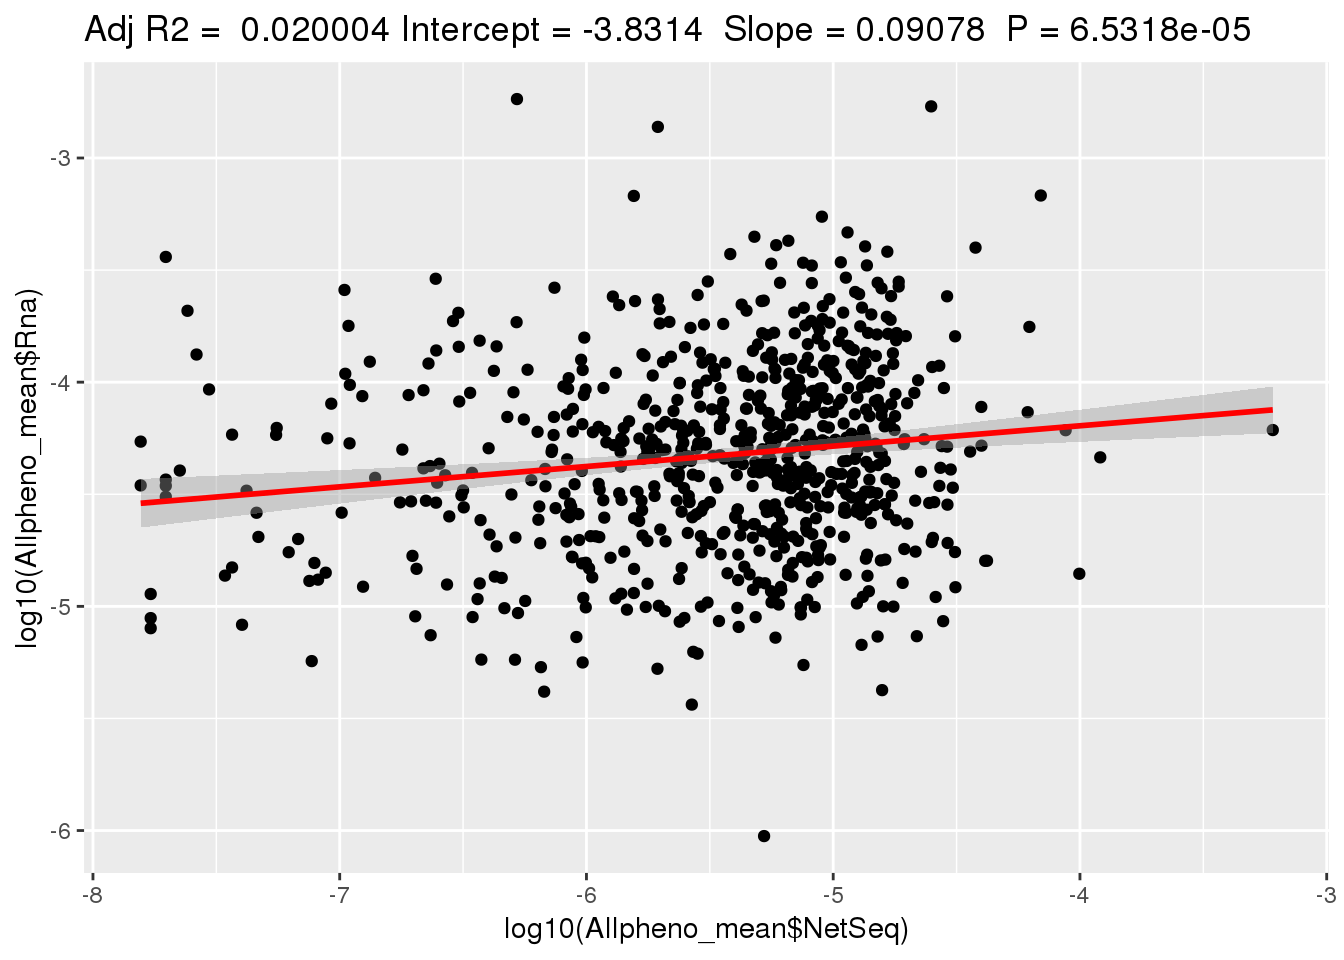 Adj R2 =  0.020004 Intercept = -3.8314  Slope = 0.09078  P = 6.5318e-05
log10(Allpheno_mean$Rna)
-3
-4
-5
-6
-8 -7 -6 -5 -4 -3
log10(Allpheno_mean$NetSeq)